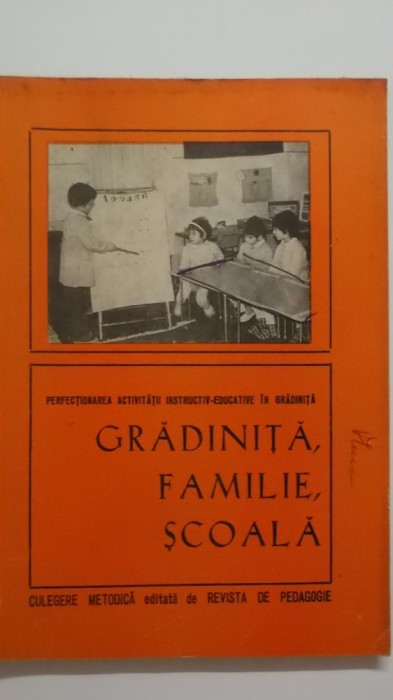 PERFECȚIONAREA ACTIVITĂȚII INSTRUCTIV-EDUCATIVE ÎN GRĂDINIȚĂ
GRĂDINIȚĂ,
FAMILIE,
ȘCOALĂ
CULEGERE METODICĂ editată de REVISTA DE PEDAGOGIE